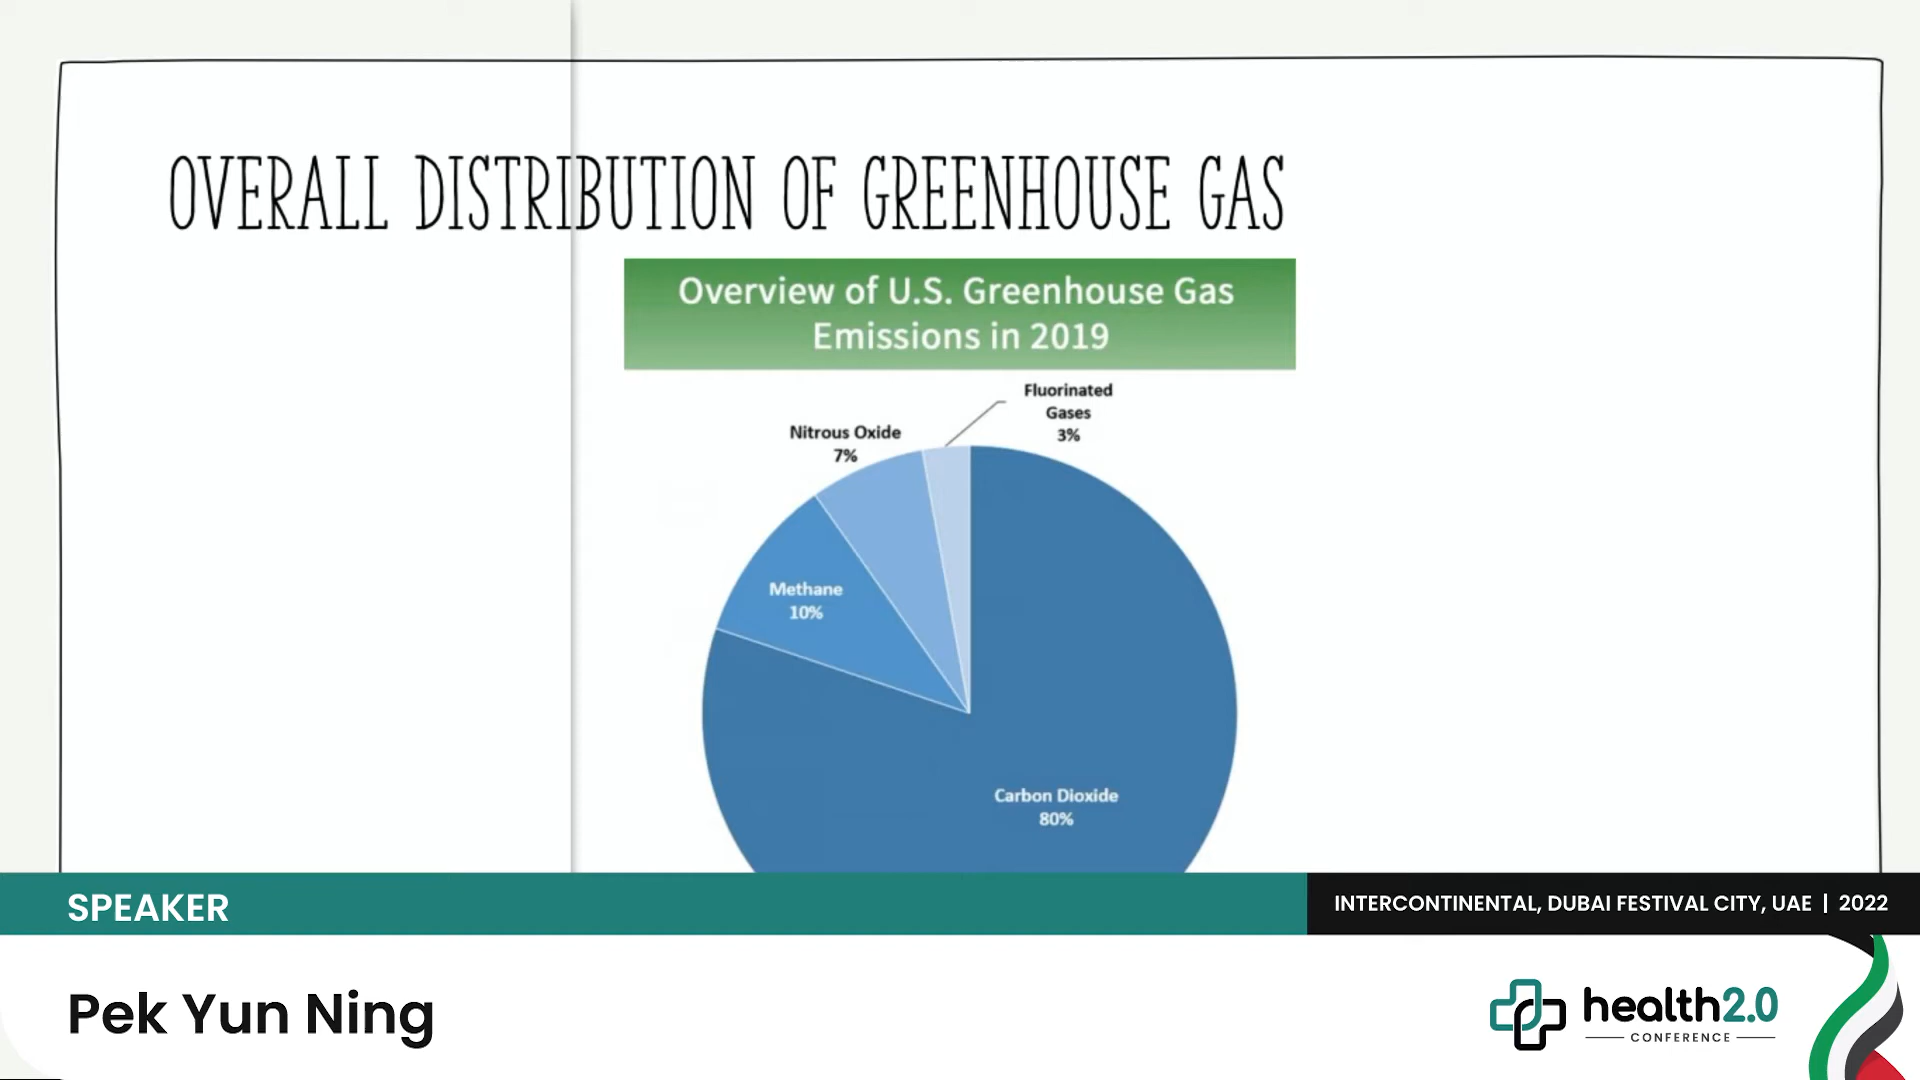 OVERALL DISTRIBUTION OF GREENHOUSE GAS
Overview of U.S. Greenhouse Gas
Emissions in 2019
Fluorinated
Gases
3%
Nitrous Oxide
7%
Methane
10%
Carbon Dioxide
80%
SPEAKER
INTERCONTINENTAL, DUBAI FESTIVAL CITY, UAE | 2022
Pek Yun Ning
health2.0
CONFERENCE